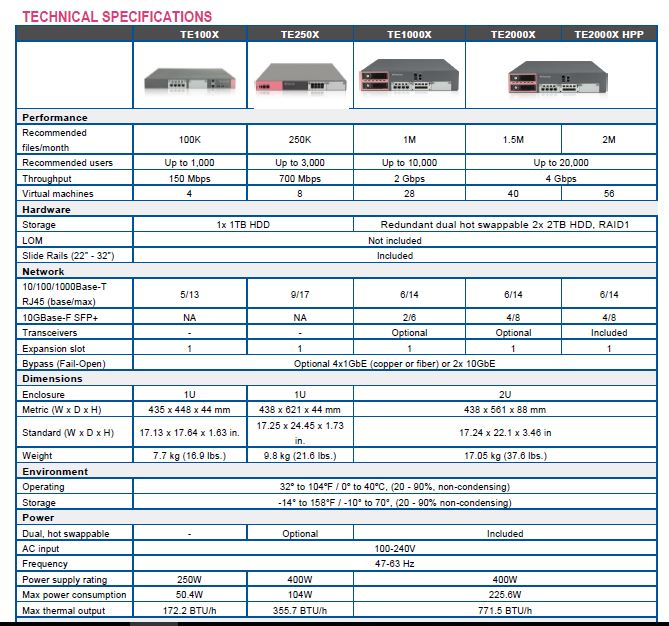 TECHNICAL SPECIFICATIONS
TE100X TE250X TE1000X TE2000X TE2000X HPP
Performance
Recommended files/month 100K 250K 1M 1.5M 2M
Recommended users Up to 1,000 Up to 3,000 Up to 10,000 Up to 20,000
Throughput 150 Mbps 700 Mbps 2 Gbps 4 Gbps
Virtual machines 4 8 28 40 56
Hardware
Storage 1x 1TB HDD Redundant dual hot swappable 2x 2TB HDD, RAID1
LOM Not included
Slide Rails (22" - 32") Included
Network
10/100/1000Base-T RJ45 (base/max) 5/13 9/17 6/14 6/14 6/14
10GBase-F SFP+ NA NA 2/6 4/8 4/8
Transceivers - - Optional Optional Included
Expansion slot 1 1 1 1 1
Bypass (Fail-Open) Optional 4x1GbE (copper or fiber) or 2x 10GbE
Dimensions
Enclosure 1U 1U 2U
Metric (W x D x H) 435 x 448 x 44 mm 438 x 621 x 44 mm 438 x 561 x 88 mm
Standard (W x D x H) 17.13 x 17.64 x 1.63 in. 17.25 x 24.45 x 1.73 in. 17.24 x 22.1 x 3.46 in
Weight 7.7 kg (16.9 lbs.) 9.8 kg (21.6 lbs.) 17.05 kg (37.6 lbs.)
Environment
Operating 32° to 104°F / 0° to 40°C, (20 - 90%, non-condensing)
Storage -14° to 158°F / -10° to 70°, (20 - 90% non-condensing)
Power
Dual, hot swappable - Optional Included
AC input 100-240V
Frequency 47-63 Hz
Power supply rating 250W 400W 400W
Max power consumption 50.4W 104W 225.6W
Max thermal output 172.2 BTU/h 355.7 BTU/h 771.5 BTU/h